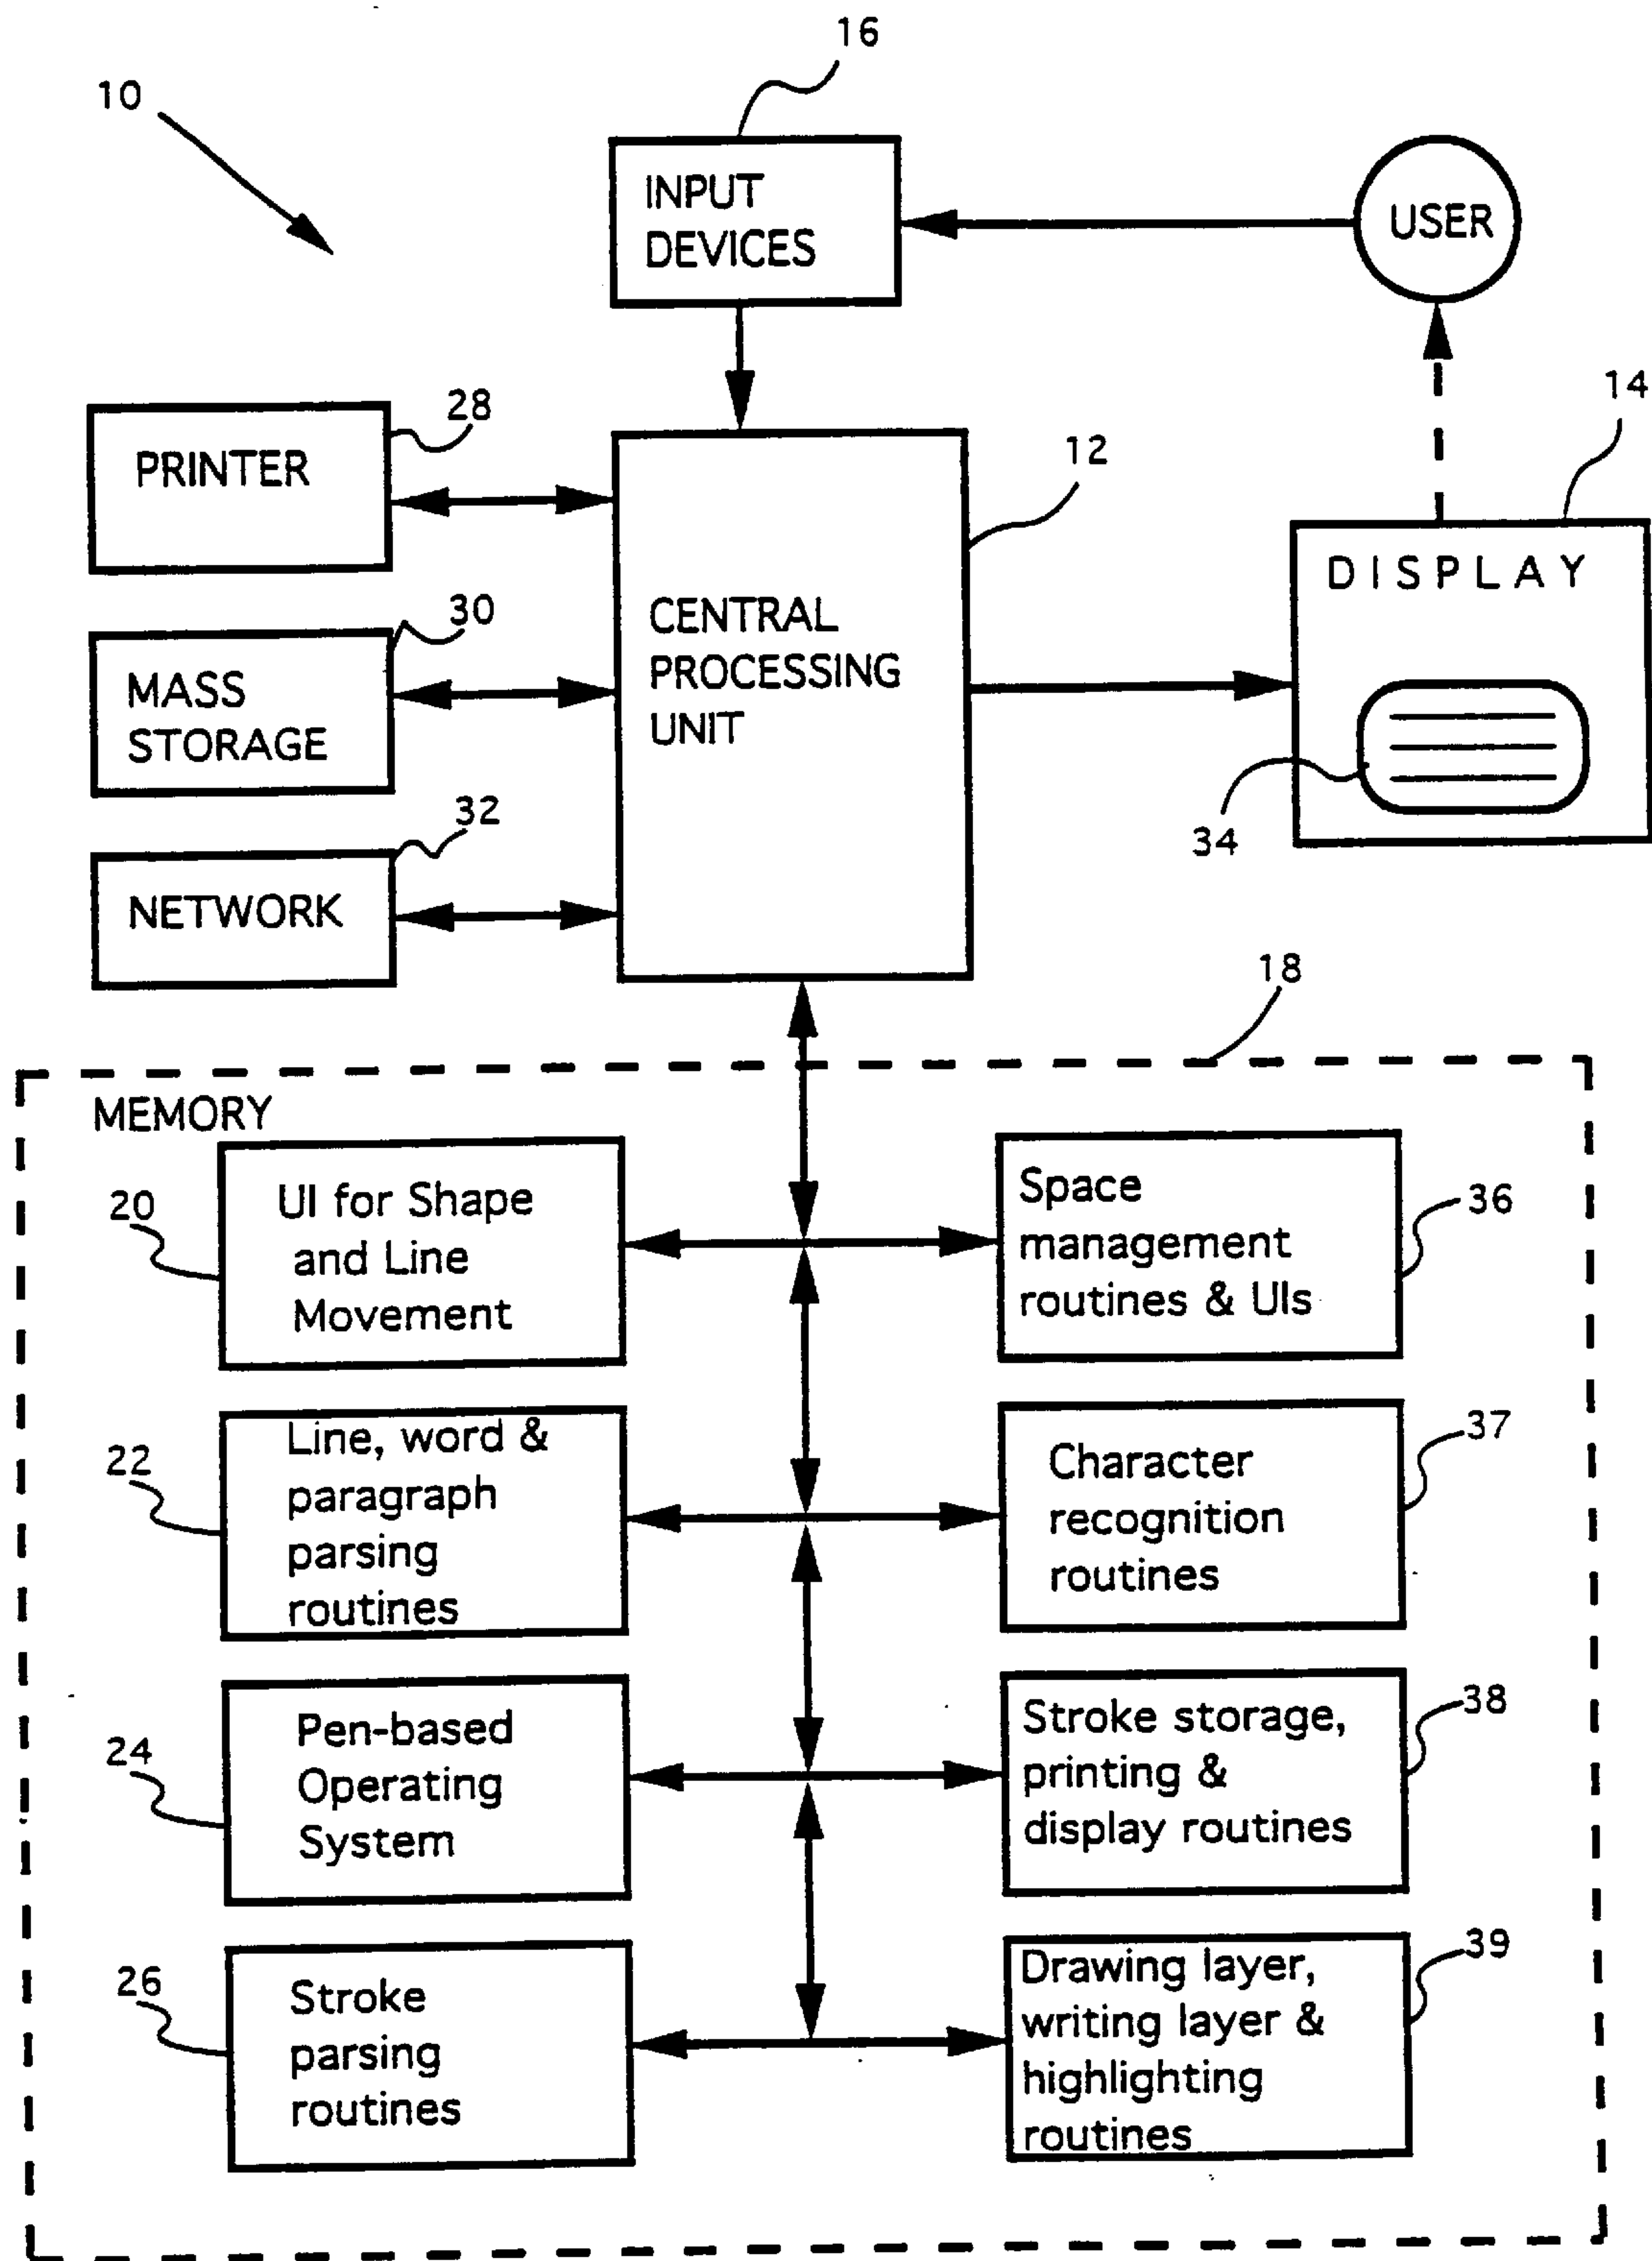 16
10
INPUT
DEVICES
USER
14
28
PRINTER
12
DISPLAY
30
CENTRAL
PROCESSING
UNIT
MASS
STORAGE
34
32
NETWORK
18
MEMORY
20
UI for Shape
and Line
Movement
Space
management
routines & UIs
36
22
Line, word &
paragraph
parsing
routines
Character
recognition
routines
37
24
Pen-based
Operating
System
Stroke storage,
printing &
display routines
38
26
Stroke
parsing
routines
Drawing layer,
writing layer &
highlighting
routines
39